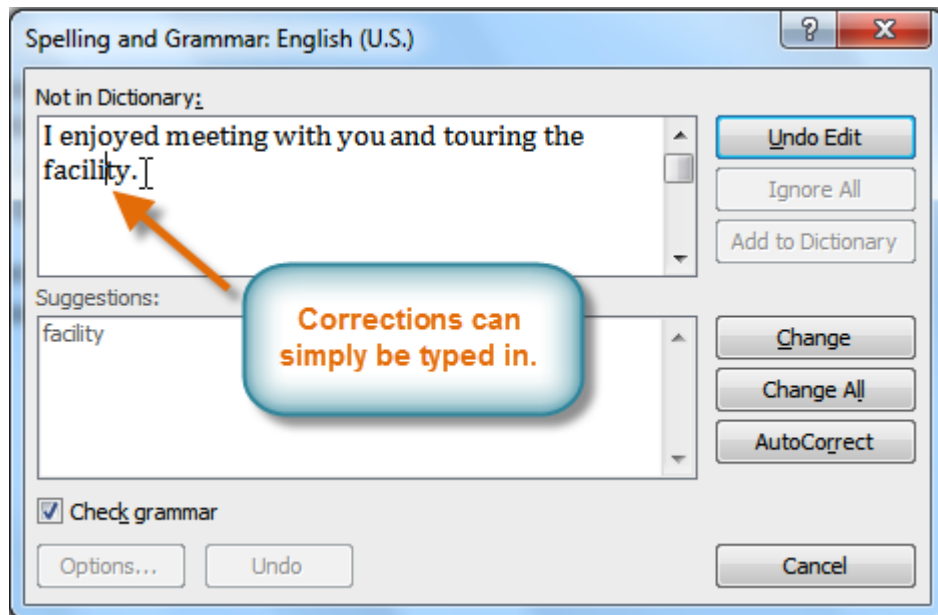 Spelling and Grammar: English (U.S.)
?
X
Not in Dictionary:
I enjoyed meeting with you and touring the
facility.
Undo Edit
Ignore All
Add to Dictionary
Corrections can
simply be typed in.
Suggestions:
facility
Change
Change All
AutoCorrect
Check grammar
Options...
Undo
Cancel